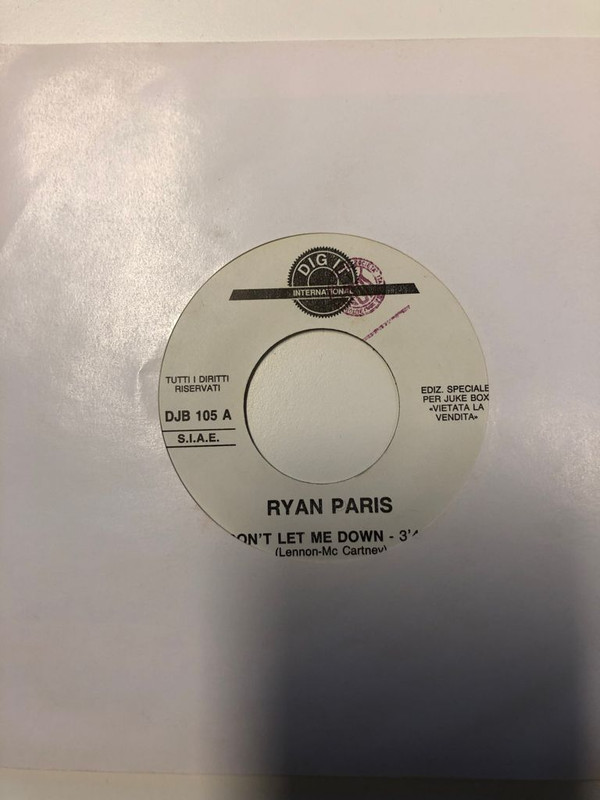 DIG IT
INTERNATIONAL
TUTTI I DIRITTI
RISERVATI
DJB 105 A
S.I.A.E.
EDIZ. SPECIALE
PER JUKE BOX
«VIETATA LA
VENDITA»
RYAN PARIS
ON'T LET ME DOWN - 3'4
(Lennon-Mc Cartney)